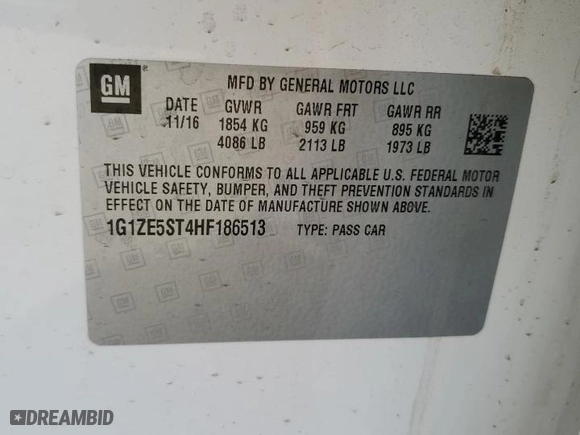 GM
MFD BY GENERAL MOTORS LLC
DATE GVWR GAWR FRT GAWR RR
11/16 1854 KG 959 KG 895 KG
4086 LB 2113 LB 1973 LB
THIS VEHICLE CONFORMS TO ALL APPLICABLE U.S. FEDERAL MOTOR
VEHICLE SAFETY, BUMPER, AND THEFT PREVENTION STANDARDS IN
EFFECT ON THE DATE OF MANUFACTURE SHOWN ABOVE.
1G1ZE5ST4HF186513 TYPE: PASS CAR
DREAMBID